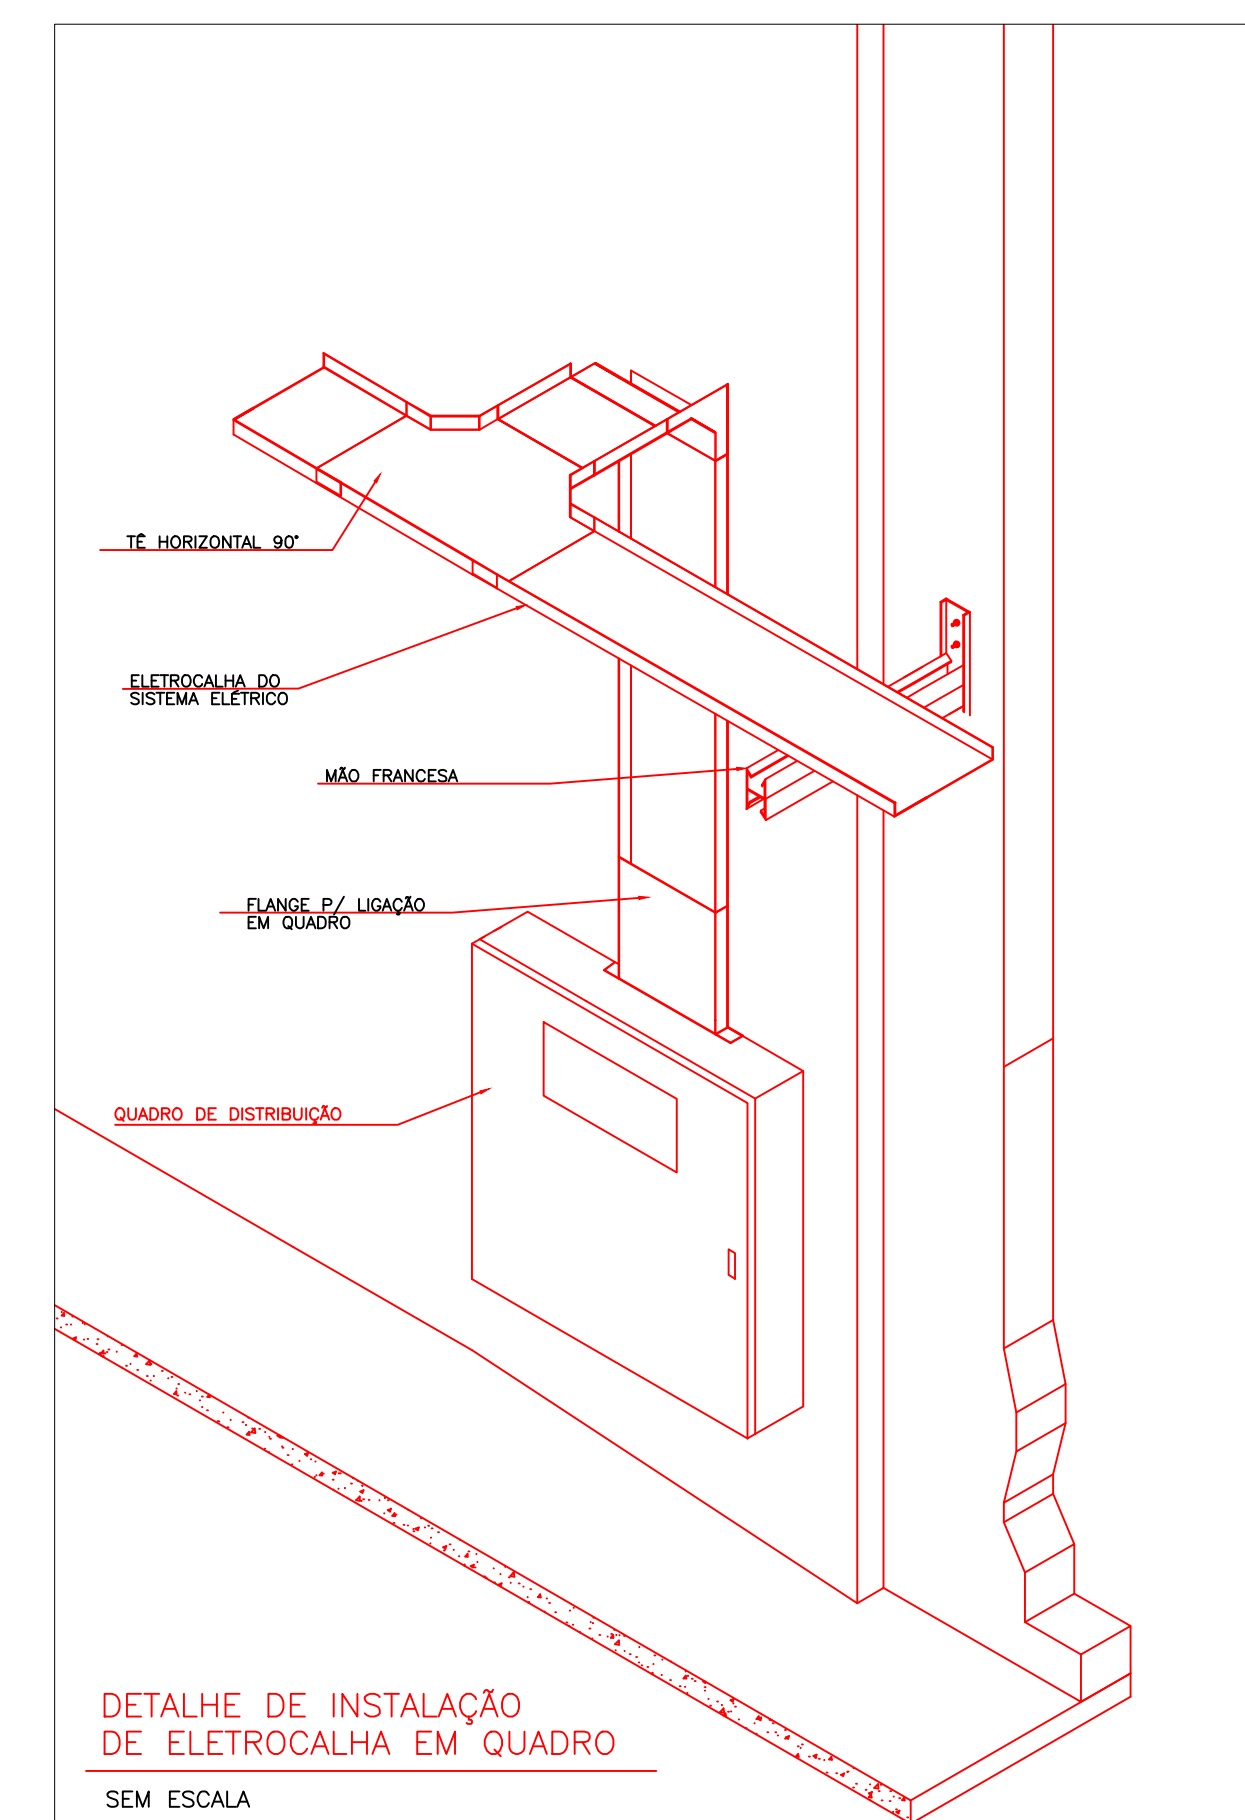 TÊ HORIZONTAL 90°
ELETROCALHA DO
SISTEMA ELÉTRICO
MÃO FRANCESA
FLANGE P/ LIGAÇÃO
EM QUADRO
QUADRO DE DISTRIBUIÇÃO
DETALHE DE INSTALAÇÃO
DE ELETROCALHA EM QUADRO
SEM ESCALA